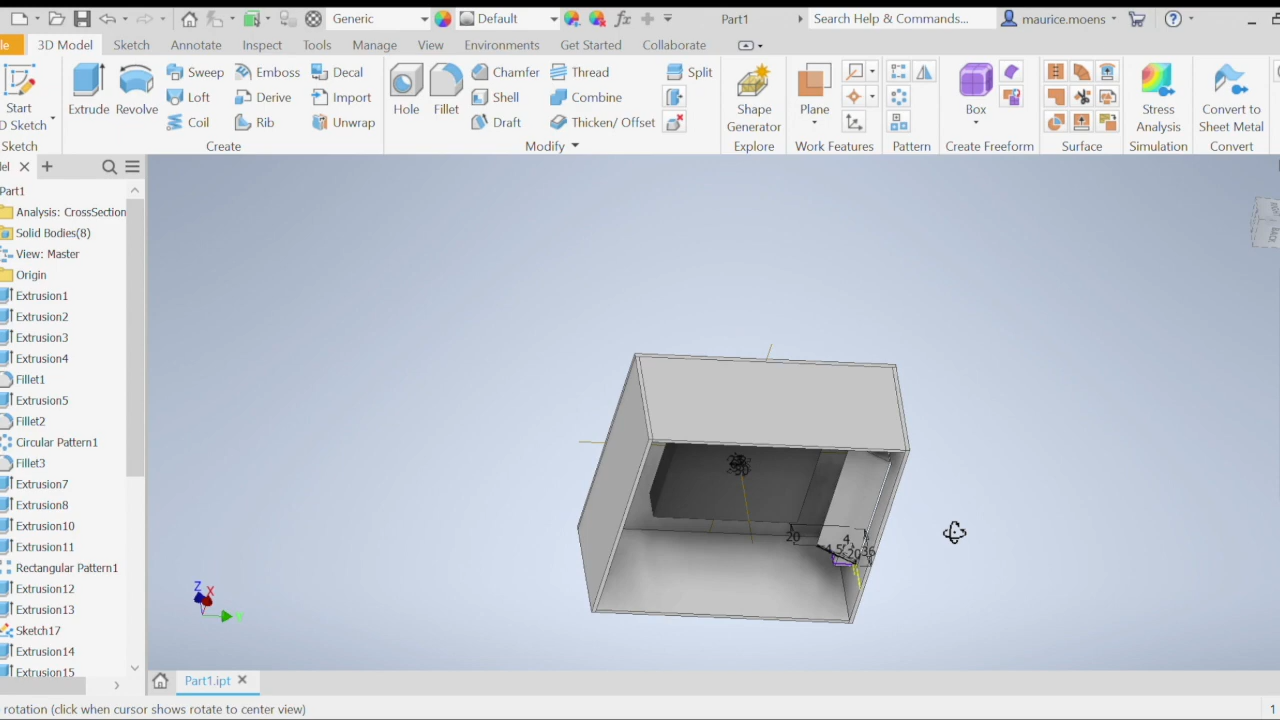 Generic
Default
Part1
Search Help & Commands...
maurice.moens
3D Model
Sketch
Annotate
Inspect
Tools
Manage
View
Environments
Get Started
Collaborate
Start
D Sketch
Sketch
Extrude
Revolve
Sweep
Loft
Coil
Emboss
Derive
Rib
Decal
Import
Unwrap
Create
Hole
Fillet
Chamfer
Shell
Draft
Thread
Combine
Thicken/ Offset
Split
Modify
Shape
Generator
Explore
Plane
Work Features
Pattern
Box
Create Freeform
Surface
Stress
Analysis
Simulation
Convert to
Sheet Metal
Convert
Part1
Analysis: CrossSection
Solid Bodies(8)
View: Master
Origin
Extrusion1
Extrusion2
Extrusion3
Extrusion4
Fillet1
Extrusion5
Fillet2
Circular Pattern1
Fillet3
Extrusion7
Extrusion8
Extrusion10
Extrusion11
Rectangular Pattern1
Extrusion12
Extrusion13
Sketch17
Extrusion14
Extrusion15
20
4
20
36
Z
X
Part1.ipt
rotation (click when cursor shows rotate to center view)
1